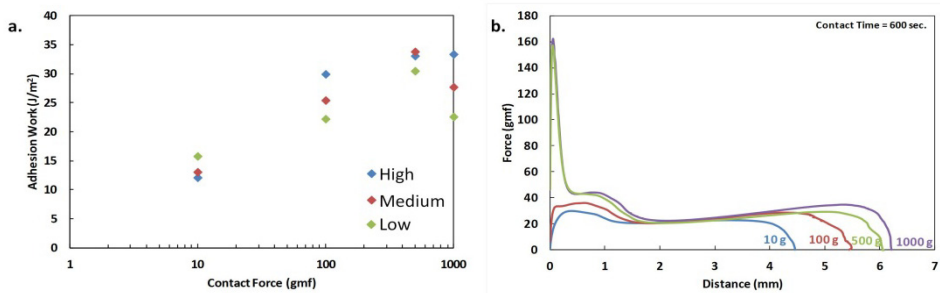 a.
40
35
30
25
20
15
10
5
0
Adhesion Work (J/m²)
High
Medium
Low
1 10 100 1000
Contact Force (gmf)
b.
Contact Time = 600 sec.
180
160
140
120
100
80
60
40
20
0
Force (gmf)
10 g 100 g 500 g 1000 g
0 1 2 3 4 5 6 7
Distance (mm)